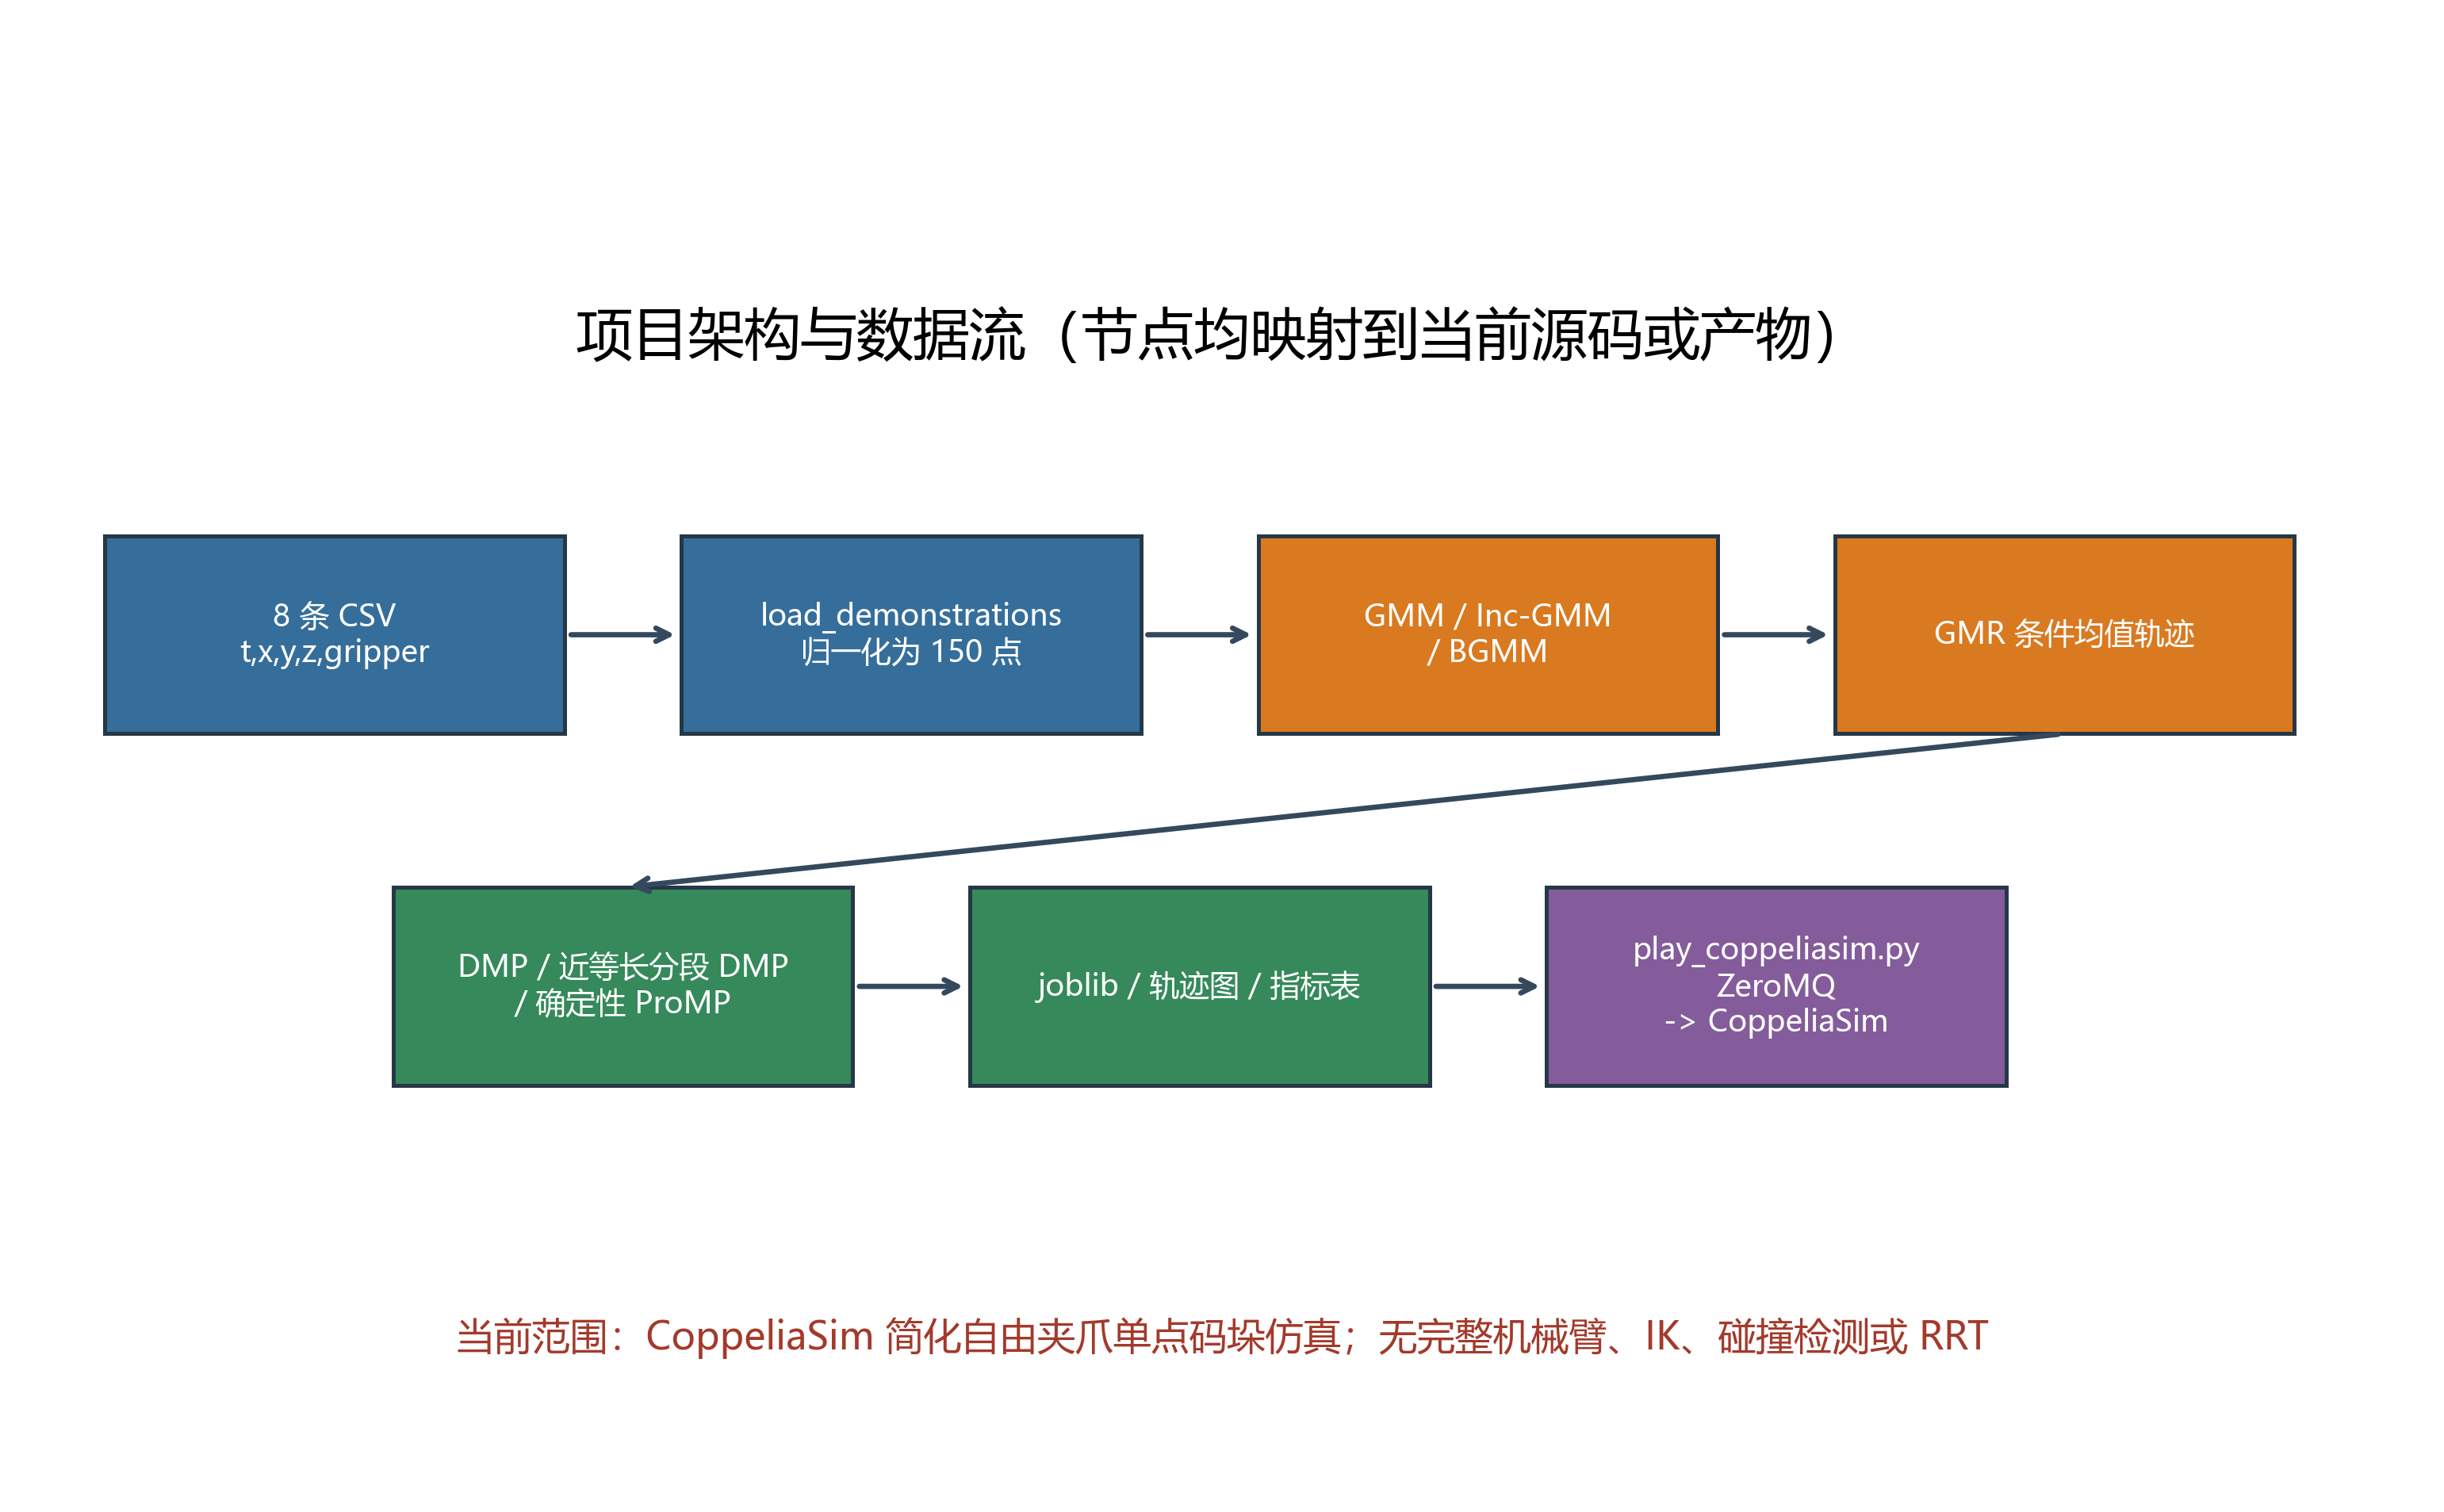 项目架构与数据流（节点均映射到当前源码或产物）
8 条 CSV
t,x,y,z,gripper
load_demonstrations
归一化为 150 点
GMM / Inc-GMM
/ BGMM
GMR 条件均值轨迹
DMP / 近等长分段 DMP
/ 确定性 ProMP
joblib / 轨迹图 / 指标表
play_coppeliasim.py
ZeroMQ
-> CoppeliaSim
当前范围：CoppeliaSim 简化自由夹爪单点码垛仿真；无完整机械臂、IK、碰撞检测或 RRT